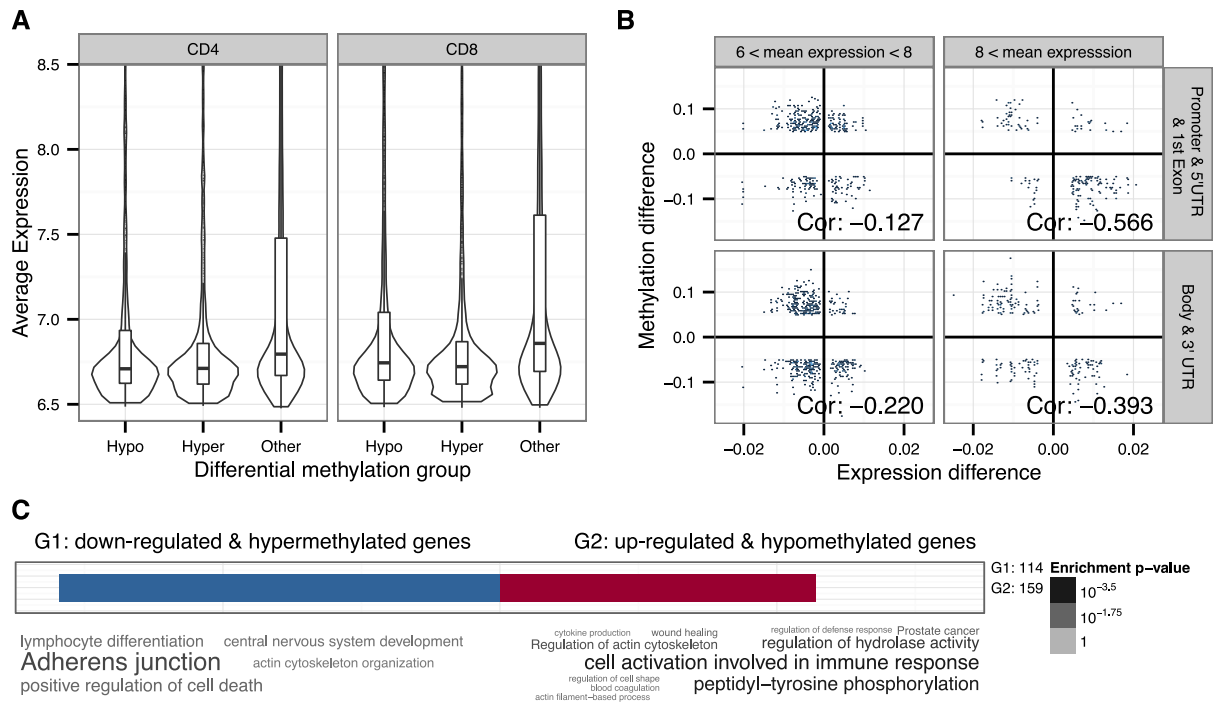 A
CD4
CD8
Average Expression
8.5
8.0
7.5
7.0
6.5
Hypo
Hyper
Other
Hypo
Hyper
Other
Differential methylation group
B
6 < mean expression < 8
8 < mean expresssion
Methylation difference
0.1
0.0
−0.1
Cor: −0.127
Cor: −0.566
Promoter & 5'UTR
& 1st Exon
0.1
0.0
−0.1
Cor: −0.220
Cor: −0.393
Body & 3' UTR
−0.02
0.00
0.02
−0.02
0.00
0.02
Expression difference
C
G1: down-regulated & hypermethylated genes
G2: up-regulated & hypomethylated genes
G1: 114
G2: 159
Enrichment p-value
10^-3.5
10^-1.75
1
lymphocyte differentiation
central nervous system development
Adherens junction
actin cytoskeleton organization
positive regulation of cell death
cytokine production
wound healing
regulation of defense response
Prostate cancer
Regulation of actin cytoskeleton
regulation of hydrolase activity
cell activation involved in immune response
regulation of cell shape
peptidyl−tyrosine phosphorylation
blood coagulation
actin filament−based process